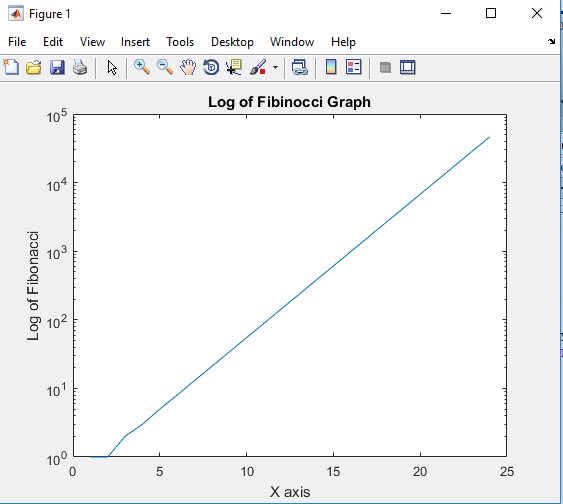 Figure 1
File Edit View Insert Tools Desktop Window Help
Log of Fibinocci Graph
10^5
10^4
10^3
10^2
10^1
10^0
Log of Fibonacci
0 5 10 15 20 25
X axis